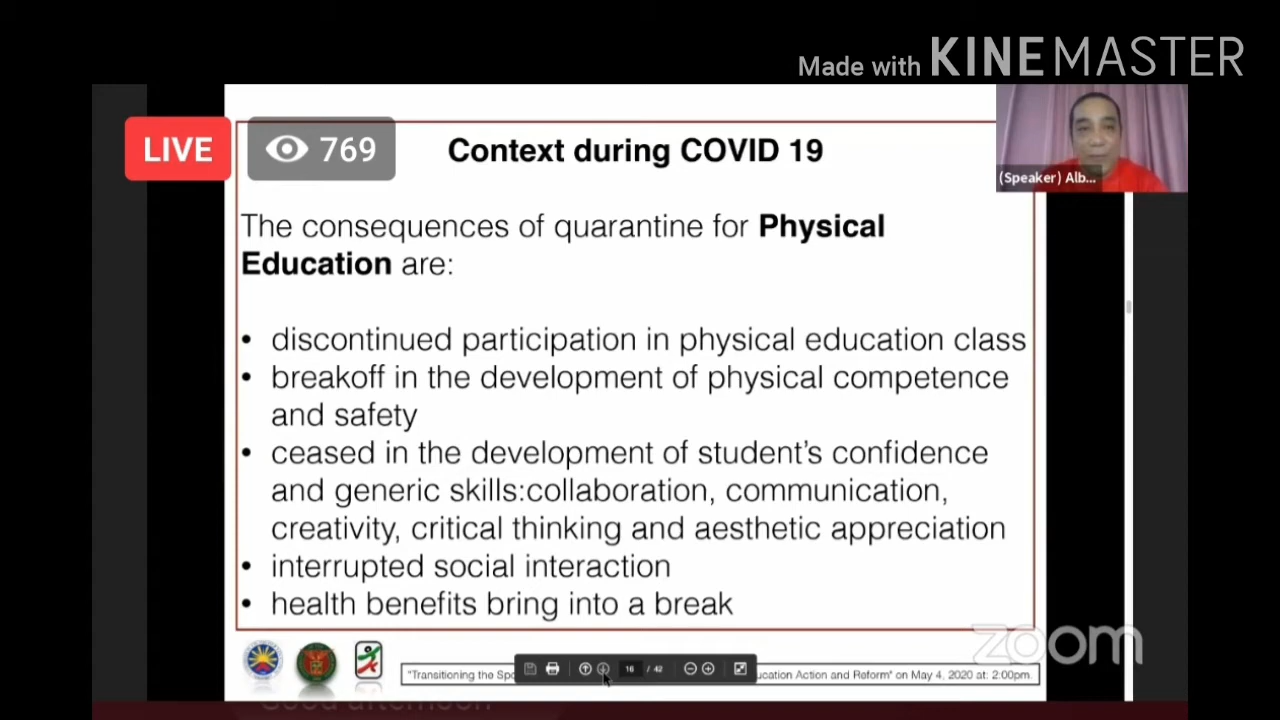 Made with KINEMASTER
LIVE 769
Context during COVID 19
(Speaker) Alb...
The consequences of quarantine for Physical
Education are:
• discontinued participation in physical education class
• breakoff in the development of physical competence
and safety
• ceased in the development of student's confidence
and generic skills:collaboration, communication,
creativity, critical thinking and aesthetic appreciation
• interrupted social interaction
• health benefits bring into a break
zoom
"Transitioning the Spo
16 / 42
ucation Action and Reform" on May 4, 2020 at: 2:00pm.
Good afternoon